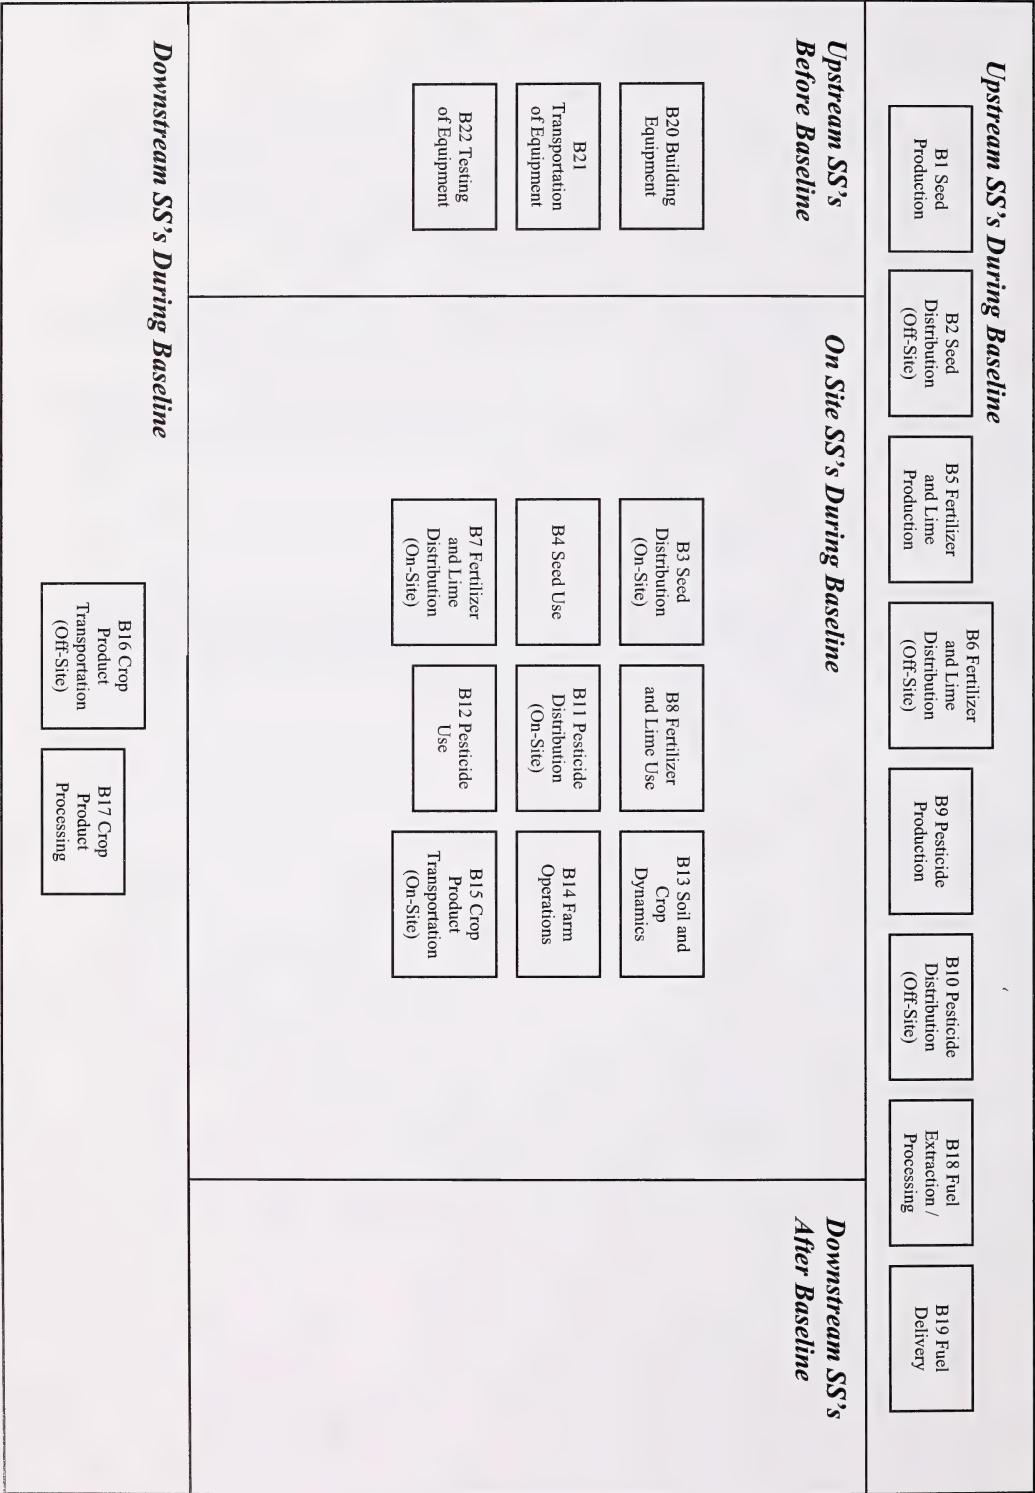 Upstream SS's During Baseline
B1 Seed
Production
B2 Seed
Distribution
(Off-Site)
B5 Fertilizer
and Lime
Production
B6 Fertilizer
and Lime
Distribution
(Off-Site)
B9 Pesticide
Production
B10 Pesticide
Distribution
(Off-Site)
B18 Fuel
Extraction /
Processing
B19 Fuel
Delivery
Upstream SS's
Before Baseline
B20 Building
Equipment
B21
Transportation
of Equipment
B22 Testing
of Equipment
On Site SS's During Baseline
B3 Seed
Distribution
(On-Site)
B8 Fertilizer
and Lime Use
B13 Soil and
Crop
Dynamics
B4 Seed Use
B11 Pesticide
Distribution
(On-Site)
B14 Farm
Operations
B7 Fertilizer
and Lime
Distribution
(On-Site)
B12 Pesticide
Use
B15 Crop
Product
Transportation
(On-Site)
Downstream SS's
After Baseline
Downstream SS's During Baseline
B16 Crop
Product
Transportation
(Off-Site)
B17 Crop
Product
Processing